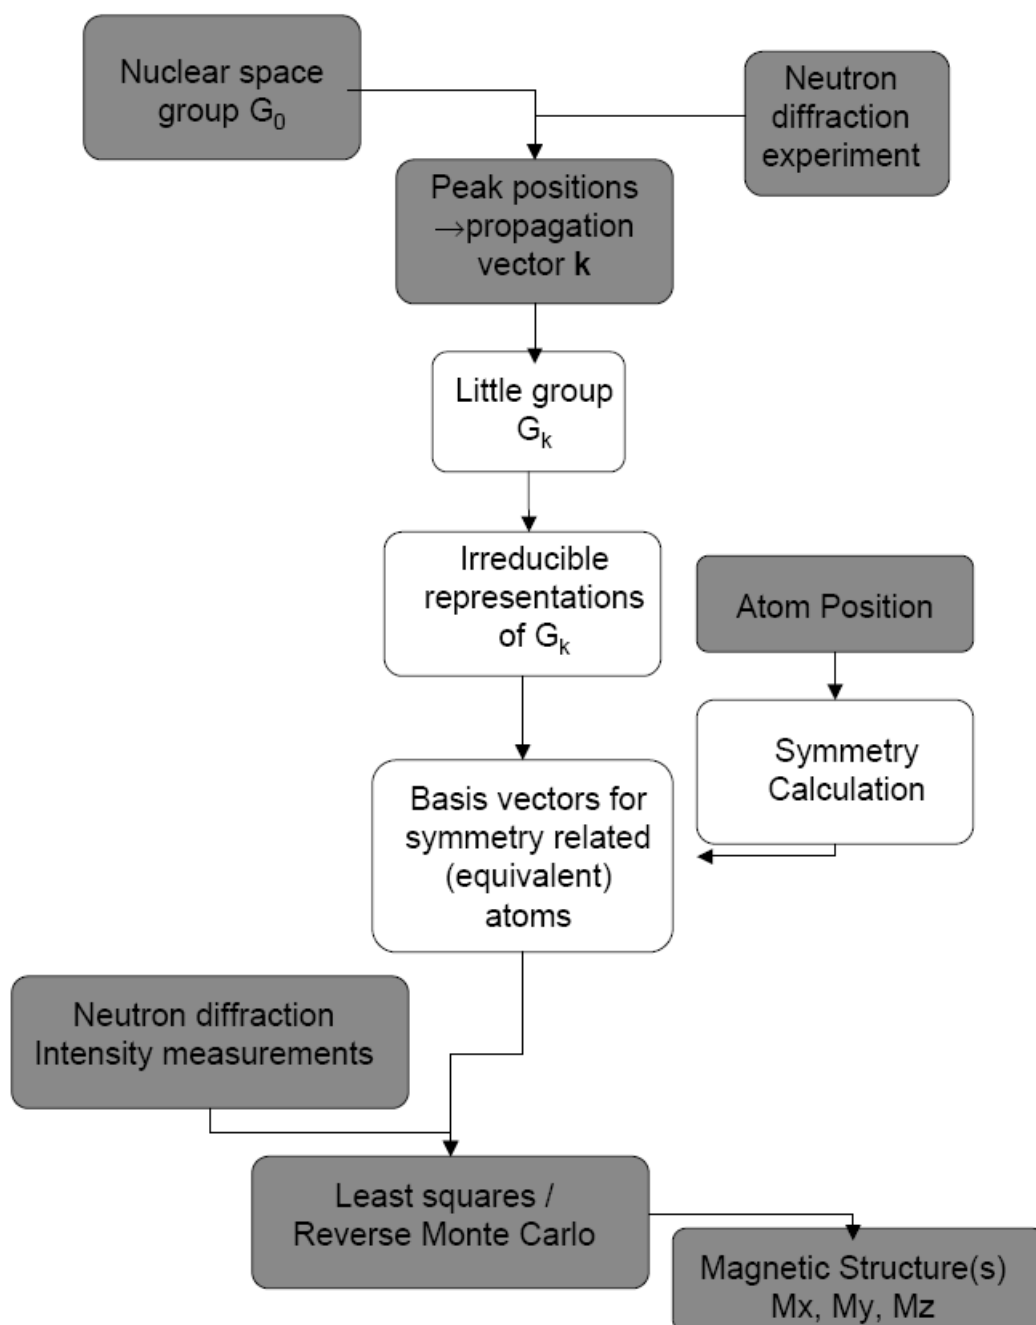 Nuclear space
group G₀
Neutron
diffraction
experiment
Peak positions
→propagation
vector k
Little group
Gₖ
Irreducible
representations
of Gₖ
Atom Position
Symmetry
Calculation
Basis vectors for
symmetry related
(equivalent)
atoms
Neutron diffraction
Intensity measurements
Least squares /
Reverse Monte Carlo
Magnetic Structure(s)
Mx, My, Mz